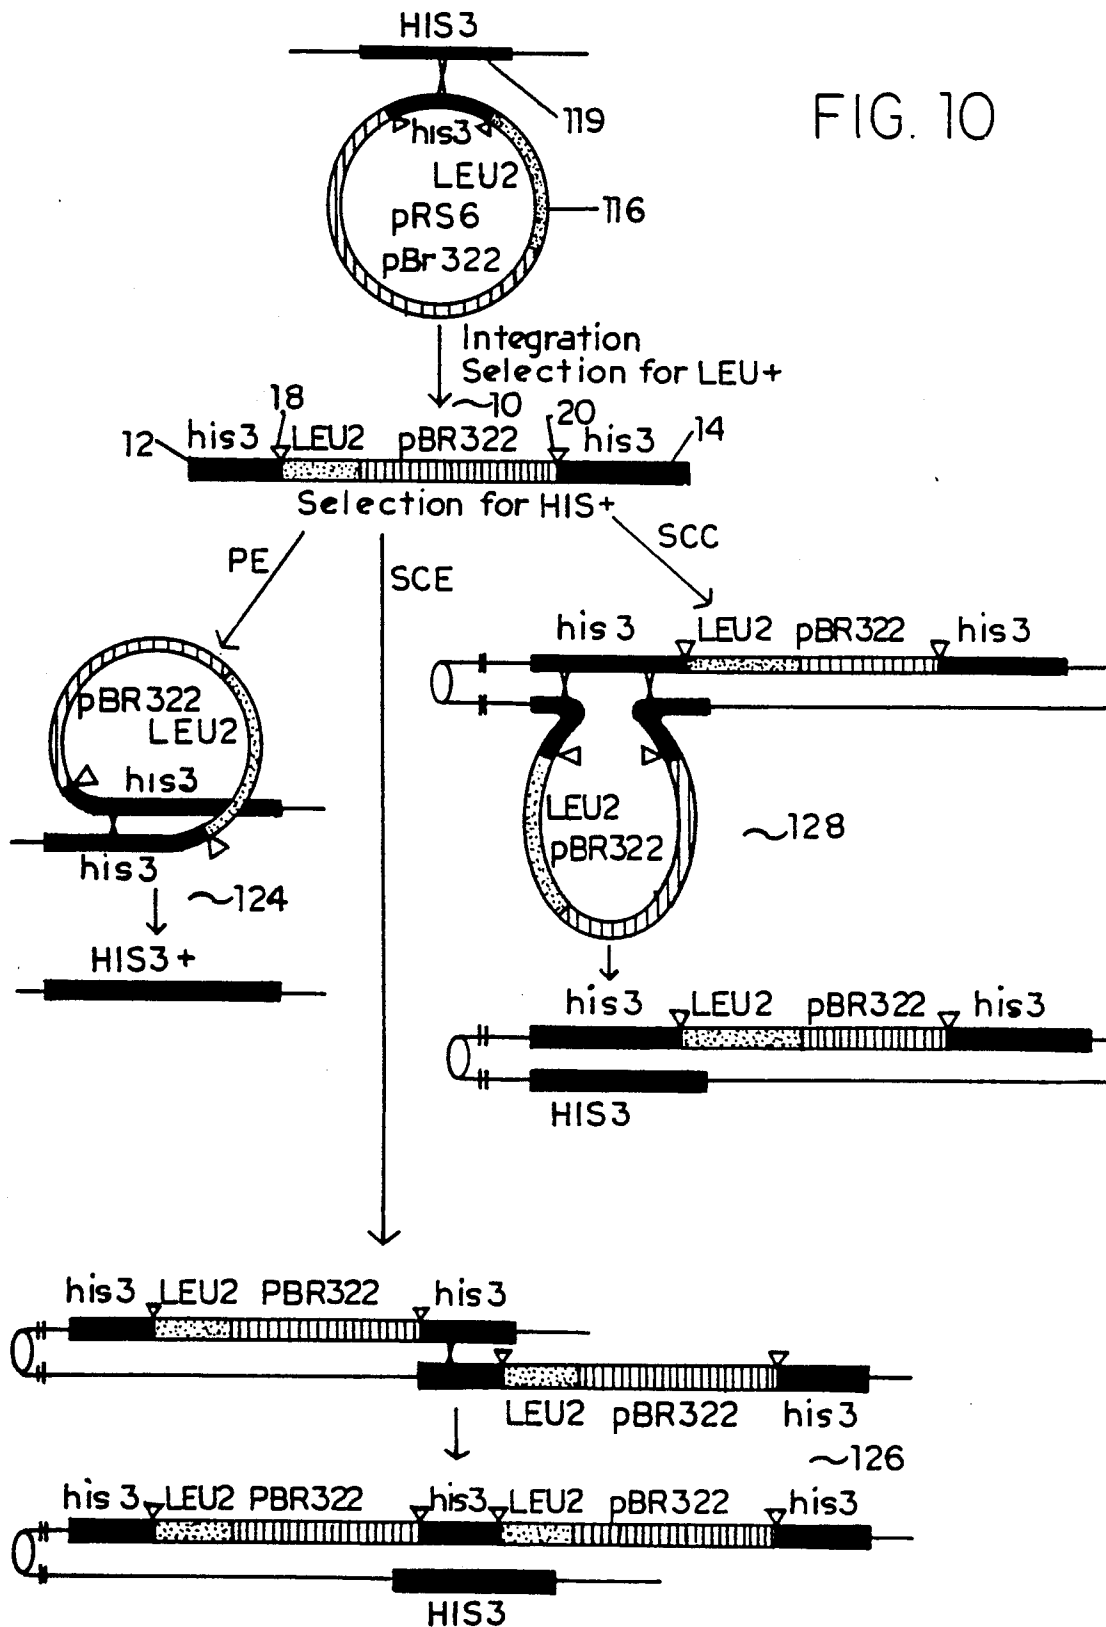 HIS3
FIG. 10
119
his3
LEU2
116
pRS6
pBr322
Integration
Selection for LEU+
18
10
20
12
his3
LEU2
pBR322
his3
14
Selection for HIS+
PE
SCE
SCC
his3
LEU2
pBR322
his3
pBR322
LEU2
his3
his3
124
HIS3+
LEU2
pBR322
128
his3
LEU2
pBR322
his3
HIS3
his3
LEU2
PBR322
his3
LEU2
pBR322
his3
126
his3
LEU2
PBR322
his3
LEU2
pBR322
his3
HIS3